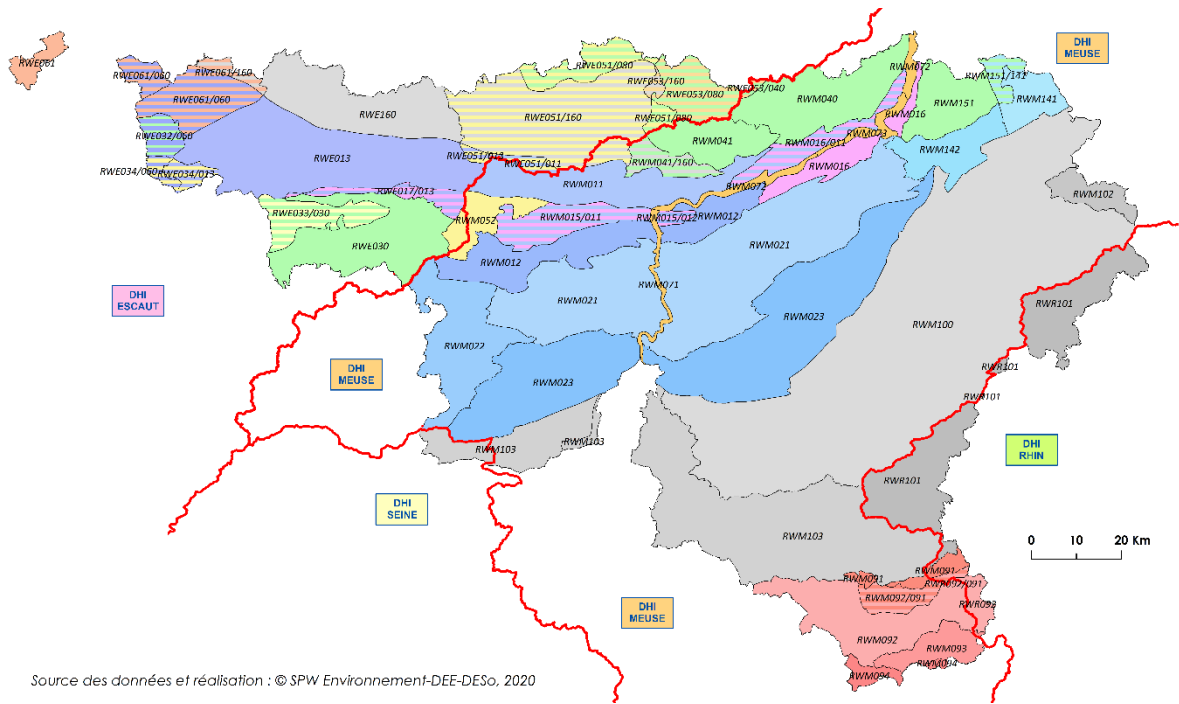 DHI
MEUSE
RWE061
RWE061/060
RWE061/160
RWE051/080
RWE053/160
RWE053/080
RWE053/040
RWM072
RWM151/141
RWM141
RWE061/060
RWE160
RWE051/160
RWE051/080
RWM040
RWM016
RWM151
RWE032/060
RWM041
RWM073
RWM142
RWE034/060
RWE034/013
RWE013
RWE051/013
RWE051/011
RWM041/160
RWM016/011
RWM016
RWM011
RWM072
RWM102
RWE017/013
RWE033/030
RWM052
RWM015/011
RWM015/012
RWM012
RWE030
RWM012
RWM021
RWM021
RWM071
DHI
ESCAUT
RWR101
RWM023
RWM100
RWM022
DHI
MEUSE
RWM023
RWR101
RWR101
RWM103
RWM103
DHI
RHIN
RWR101
DHI
SEINE
RWM103
0 10 20 Km
RWM091
RWM091
RWR092/091
RWM092/091
RWR092
DHI
MEUSE
RWM092
RWM093
RWM094
RWM094
Source des données et réalisation : © SPW Environnement-DEE-DESo, 2020